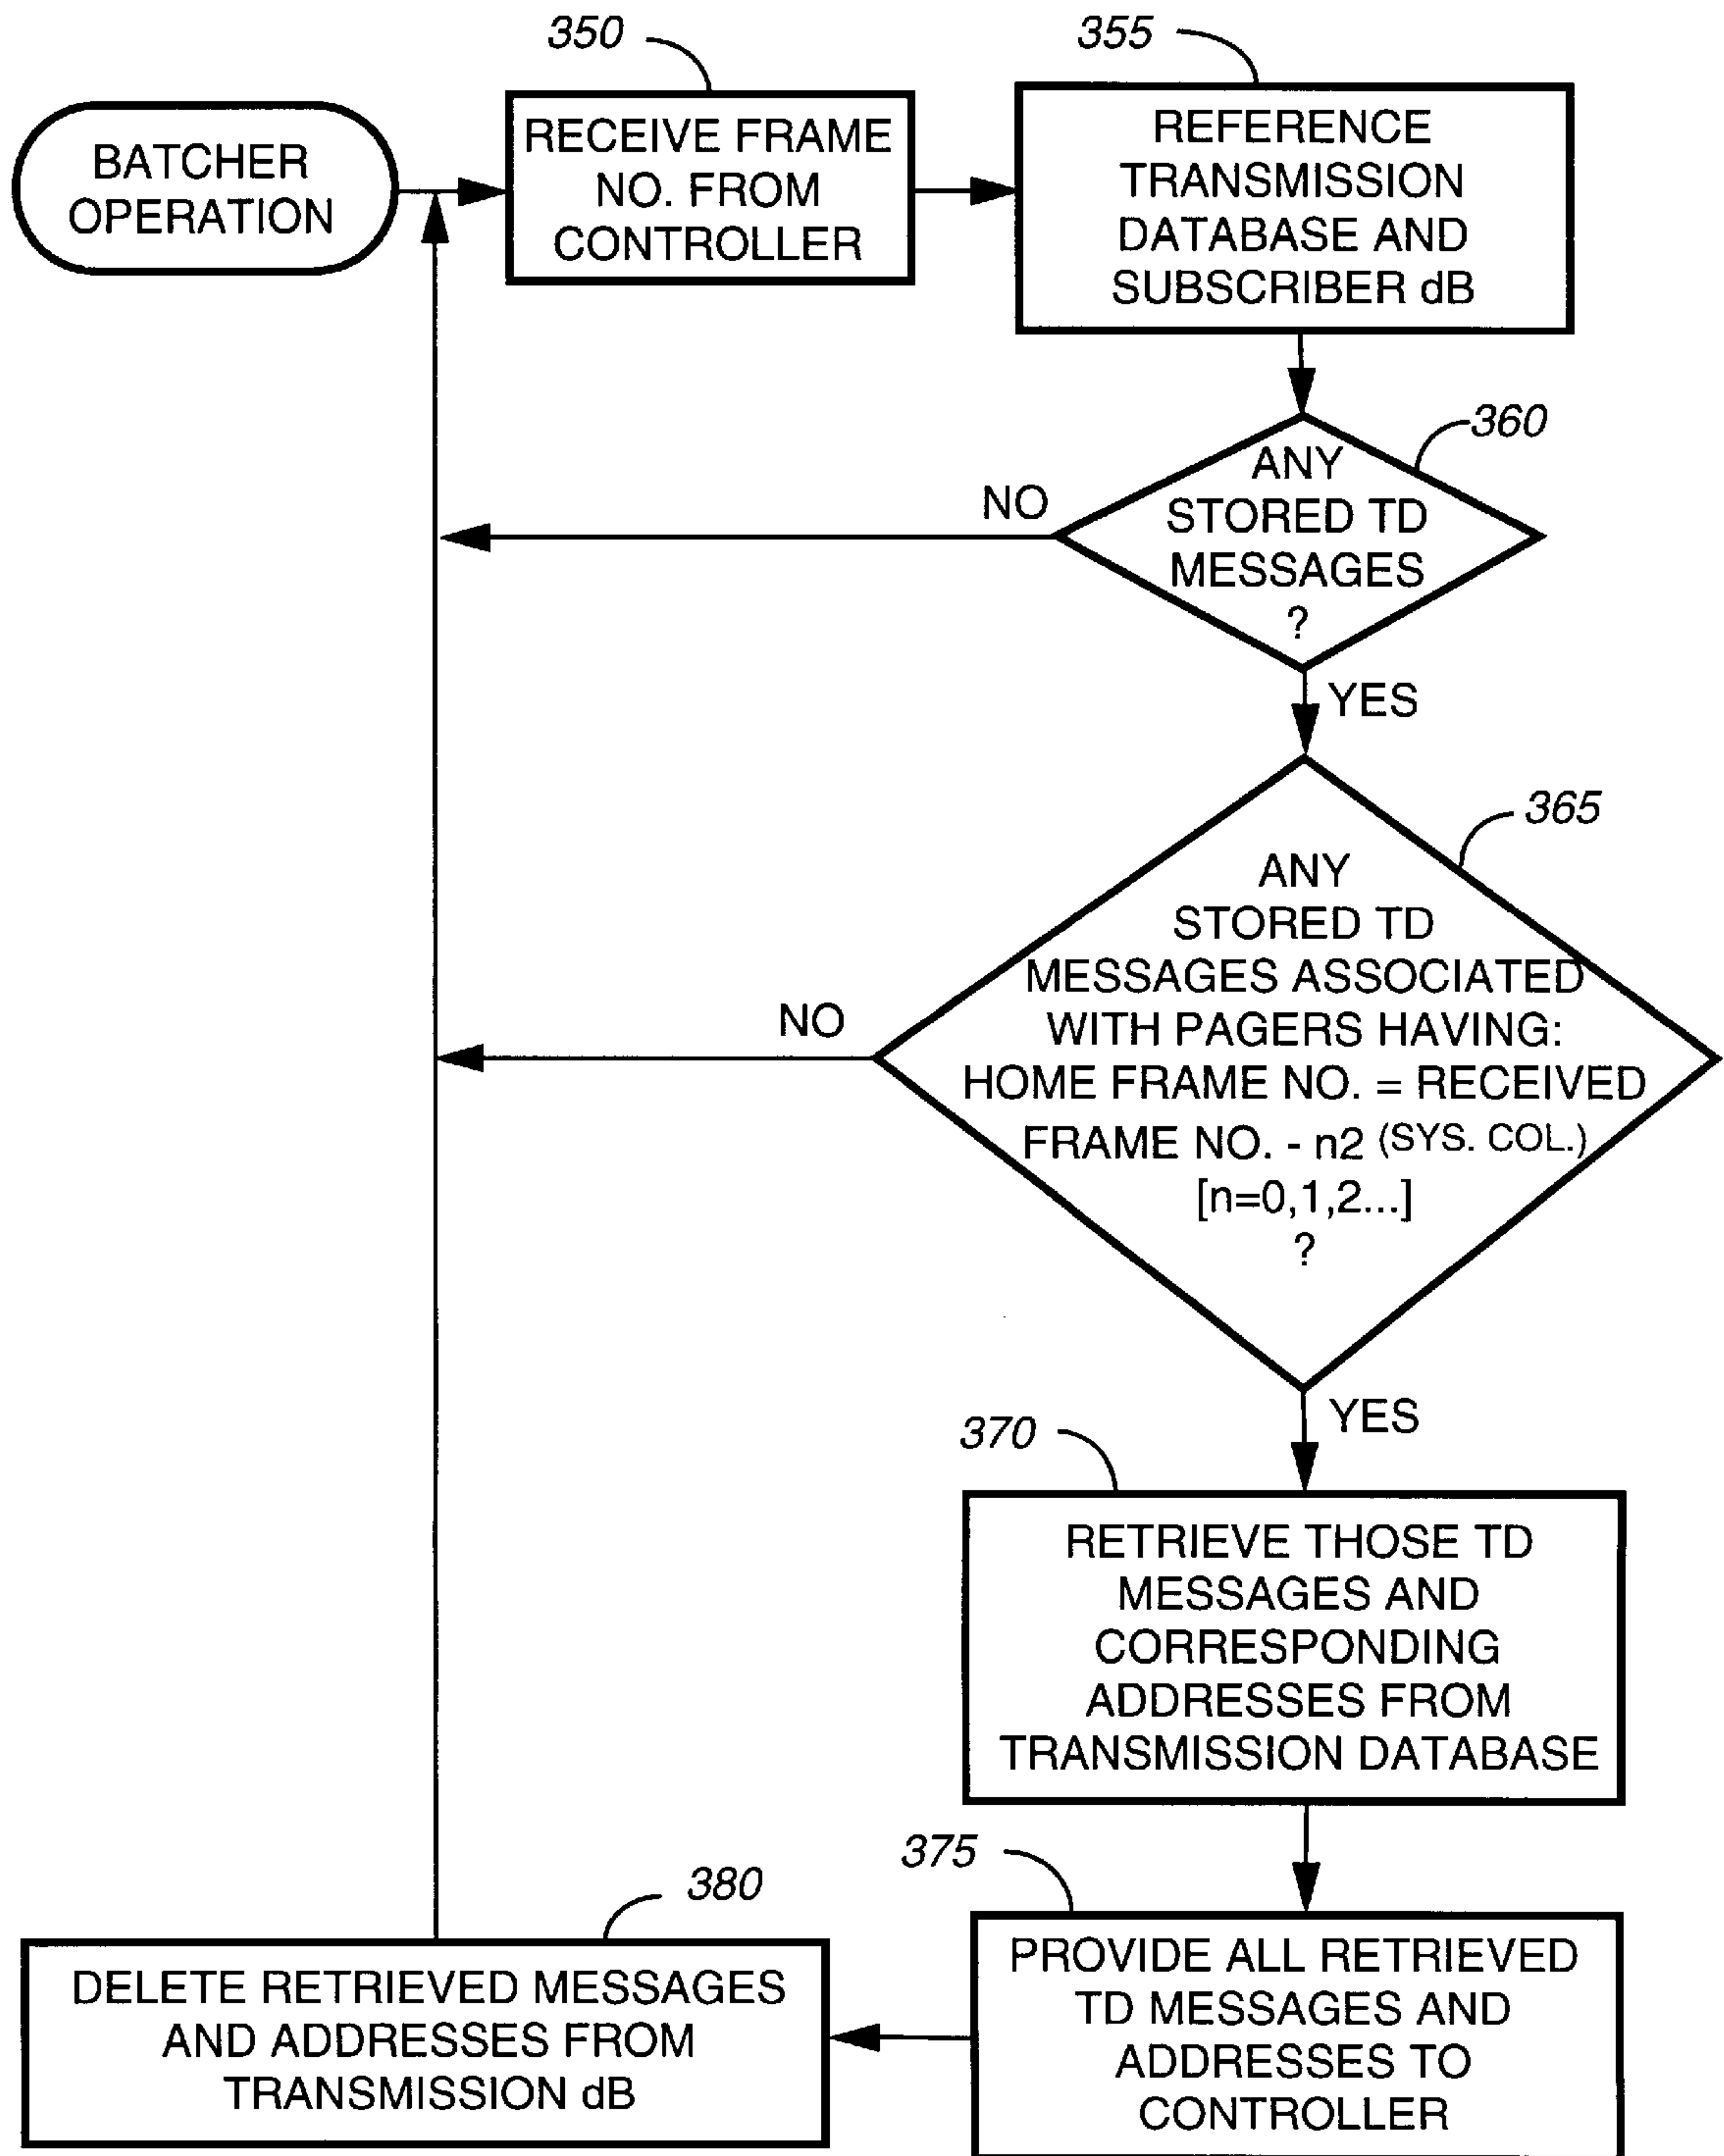 350
355
BATCHER
OPERATION
RECEIVE FRAME
NO. FROM
CONTROLLER
REFERENCE
TRANSMISSION
DATABASE AND
SUBSCRIBER dB
360
ANY
STORED TD
MESSAGES
?
NO
YES
365
ANY
STORED TD
MESSAGES ASSOCIATED
WITH PAGERS HAVING:
HOME FRAME NO. = RECEIVED
FRAME NO. - n2 (SYS. COL.)
[n=0,1,2...]
?
NO
YES
370
RETRIEVE THOSE TD
MESSAGES AND
CORRESPONDING
ADDRESSES FROM
TRANSMISSION DATABASE
375
PROVIDE ALL RETRIEVED
TD MESSAGES AND
ADDRESSES TO
CONTROLLER
380
DELETE RETRIEVED MESSAGES
AND ADDRESSES FROM
TRANSMISSION dB